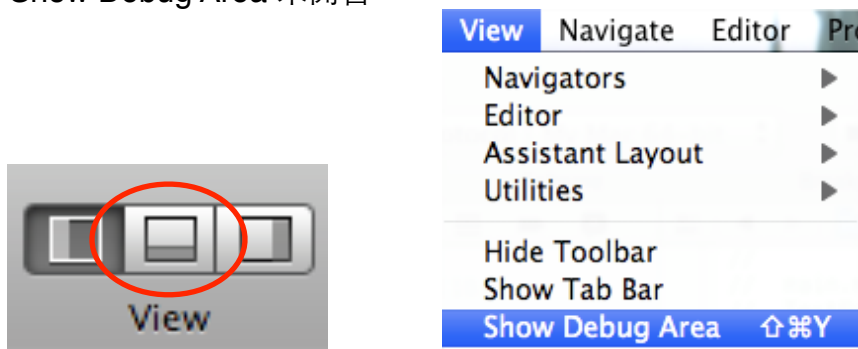 Show Debug Area
View Navigate Editor
Navigators
Editor
Assistant Layout
Utilities
Hide Toolbar
Show Tab Bar
Show Debug Area ⇧⌘Y
View